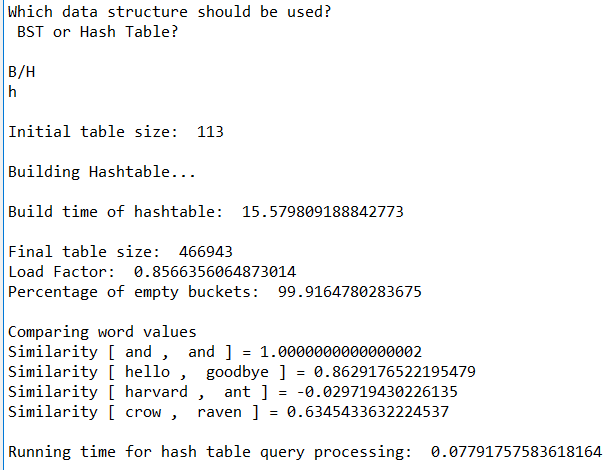 Which data structure should be used?
BST or Hash Table?
B/H
h
Initial table size:  113
Building Hashtable...
Build time of hashtable:  15.579809188842773
Final table size:  466943
Load Factor:  0.8566356064873014
Percentage of empty buckets:  99.9164780283675
Comparing word values
Similarity [ and ,  and ] = 1.0000000000000002
Similarity [ hello ,  goodbye ] = 0.8629176522195479
Similarity [ harvard ,  ant ] = -0.029719430226135
Similarity [ crow ,  raven ] = 0.6345433632224537
Running time for hash table query processing:  0.07791757583618164